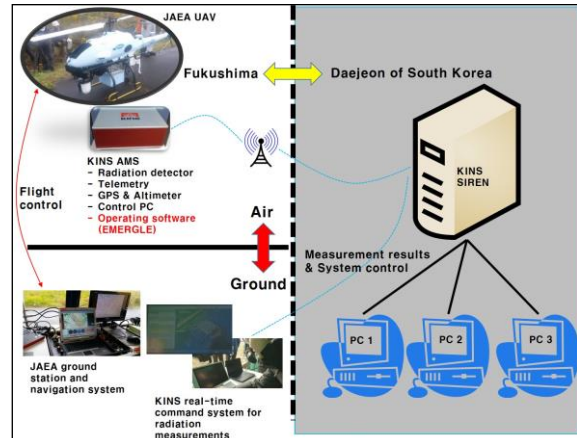 JAEA UAV
Fukushima
Daejeon of South Korea
KINS AMS
- Radiation detector
- Telemetry
- GPS & Altimeter
- Control PC
- Operating software
(EMERGLE)
Flight
control
Air
Ground
KINS
SIREN
Measurement results
& System control
PC 1
PC 2
PC 3
JAEA ground
station and
navigation system
KINS real-time
command system for
radiation
measurements